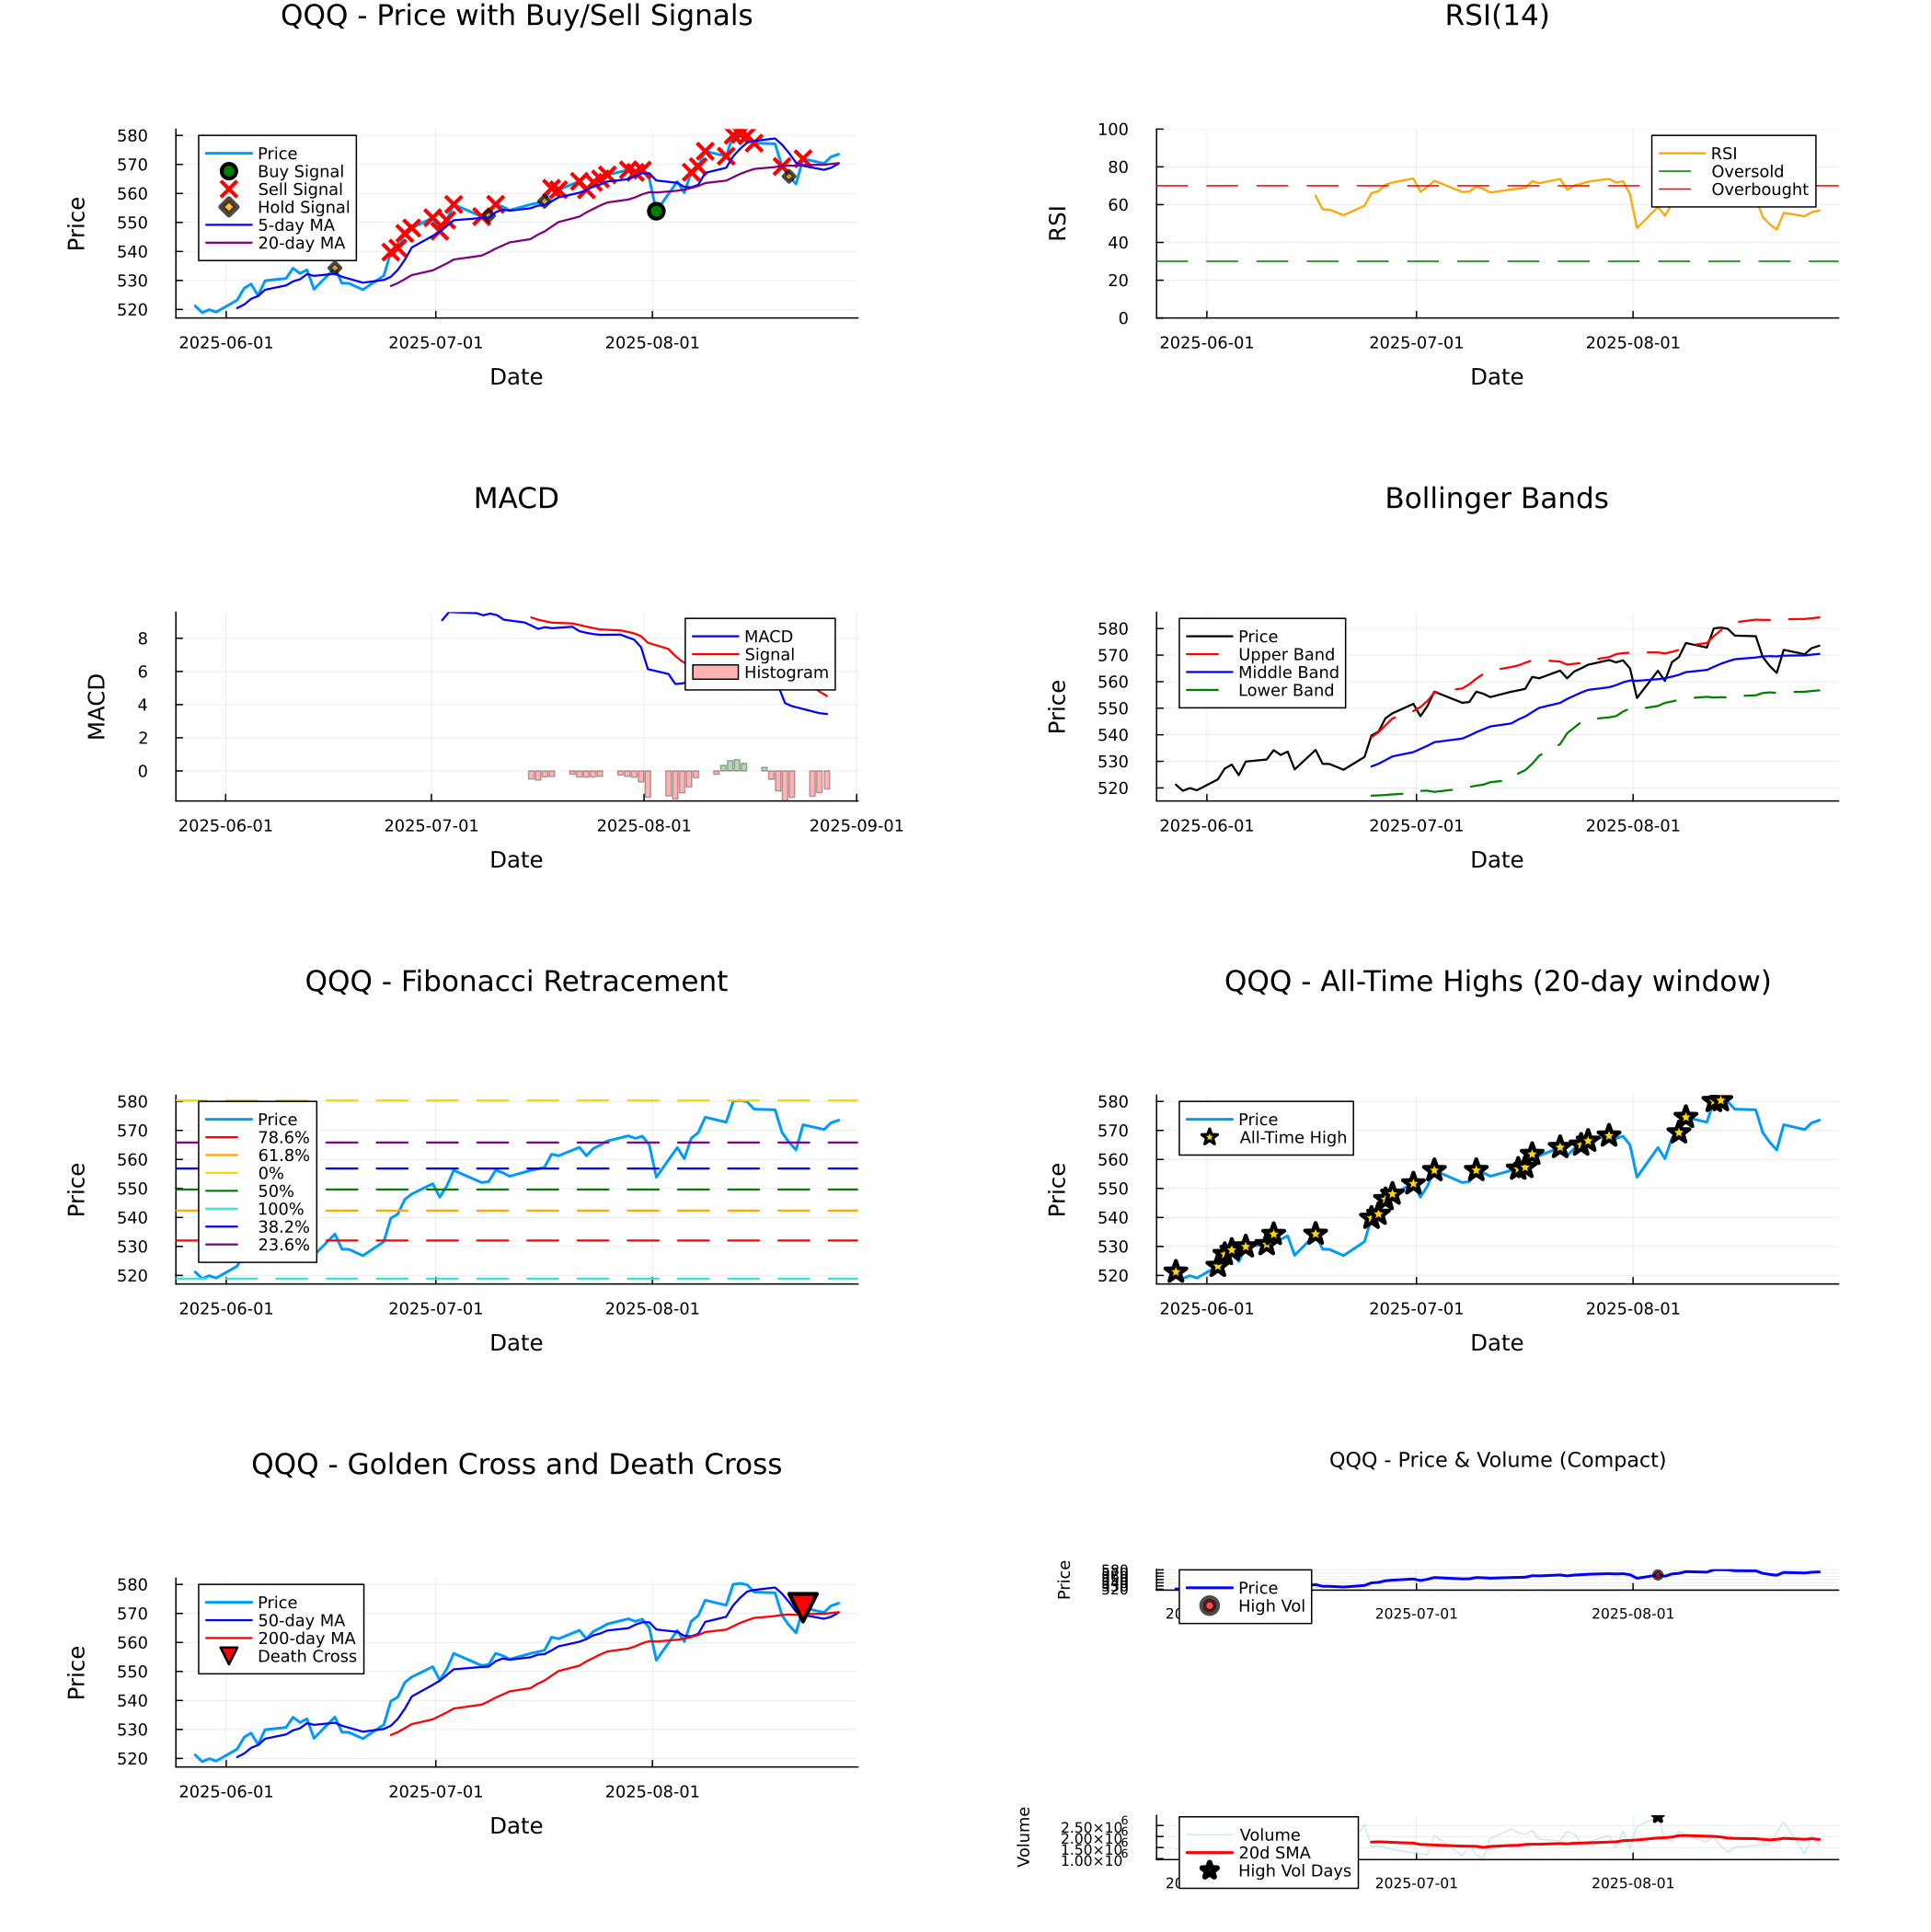 QQQ - Price with Buy/Sell Signals
Price
580
570
560
550
540
530
520
Price
Buy Signal
Sell Signal
Hold Signal
5-day MA
20-day MA
2025-06-01
2025-07-01
2025-08-01
Date
RSI(14)
RSI
100
80
60
40
20
0
RSI
Oversold
Overbought
2025-06-01
2025-07-01
2025-08-01
Date
MACD
MACD
8
6
4
2
0
MACD
Signal
Histogram
2025-06-01
2025-07-01
2025-08-01
2025-09-01
Date
Bollinger Bands
Price
580
570
560
550
540
530
520
Price
Upper Band
Middle Band
Lower Band
2025-06-01
2025-07-01
2025-08-01
Date
QQQ - Fibonacci Retracement
Price
580
570
560
550
540
530
520
Price
78.6%
61.8%
0%
50%
100%
38.2%
23.6%
2025-06-01
2025-07-01
2025-08-01
Date
QQQ - All-Time Highs (20-day window)
Price
580
570
560
550
540
530
520
Price
All-Time High
2025-06-01
2025-07-01
2025-08-01
Date
QQQ - Golden Cross and Death Cross
Price
580
570
560
550
540
530
520
Price
50-day MA
200-day MA
Death Cross
2025-06-01
2025-07-01
2025-08-01
Date
QQQ - Price & Volume (Compact)
Price
Price
High Vol
2025-07-01
2025-08-01
Volume
2.50×10⁶
2.00×10⁶
1.50×10⁶
1.00×10⁶
Volume
20d SMA
High Vol Days
2025-07-01
2025-08-01